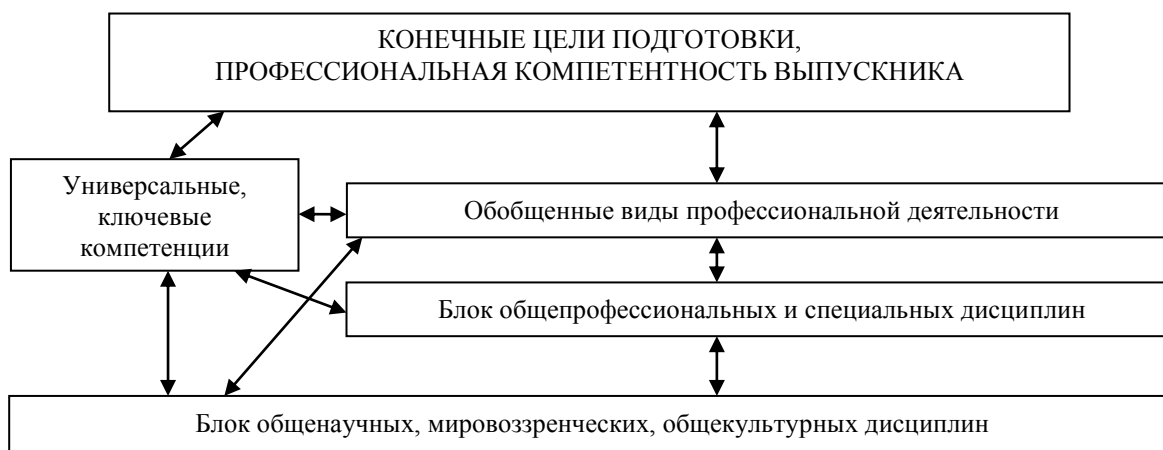 КОНЕЧНЫЕ ЦЕЛИ ПОДГОТОВКИ,
ПРОФЕССИОНАЛЬНАЯ КОМПЕТЕНТНОСТЬ ВЫПУСКНИКА
Универсальные,
ключевые
компетенции
Обобщенные виды профессиональной деятельности
Блок общепрофессиональных и специальных дисциплин
Блок общенаучных, мировоззренческих, общекультурных дисциплин